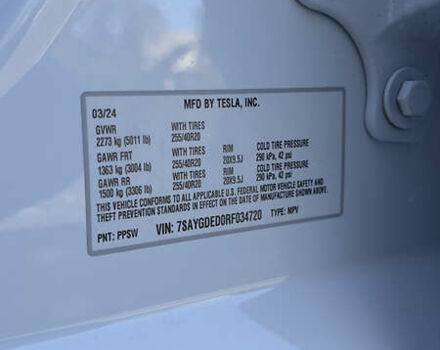 MFD BY TESLA, INC.
03/24
GVWR WITH TIRES
2273 kg (5011 lb) 255/40R20
GAWR FRT WITH TIRES RIM COLD TIRE PRESSURE
1363 kg (3004 lb) 255/40R20 20X9.5J 290 kPa, 42 psi
GAWR RR WITH TIRES RIM COLD TIRE PRESSURE
1500 kg (3306 lb) 255/40R20 20X9.5J 290 kPa, 42 psi
THIS VEHICLE CONFORMS TO ALL APPLICABLE U.S. FEDERAL MOTOR VEHICLE SAFETY AND
THEFT PREVENTION STANDARDS IN EFFECT ON THE DATE OF MANUFACTURE SHOWN ABOVE.
PNT: PPSW VIN: 7SAYGDED0RF034720 TYPE: MPV